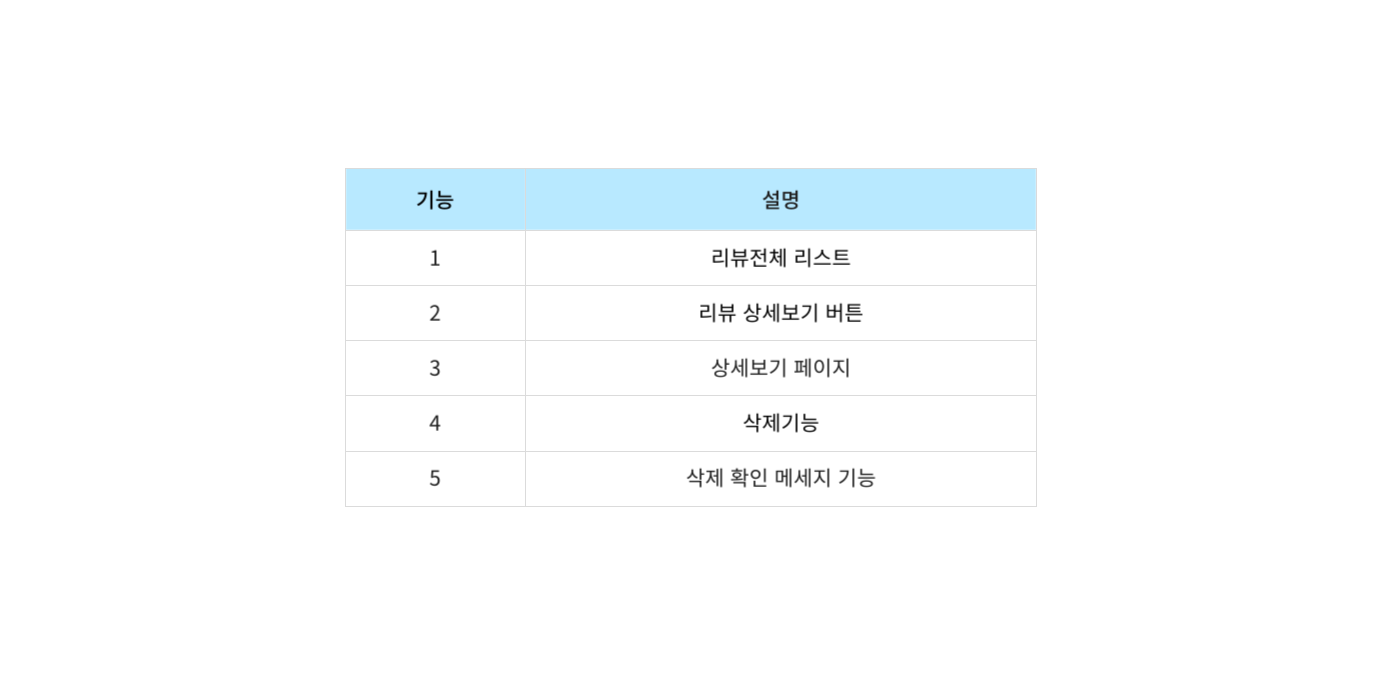 기능 설명
1 리뷰전체 리스트
2 리뷰 상세보기 버튼
3 상세보기 페이지
4 삭제기능
5 삭제 확인 메세지 기능